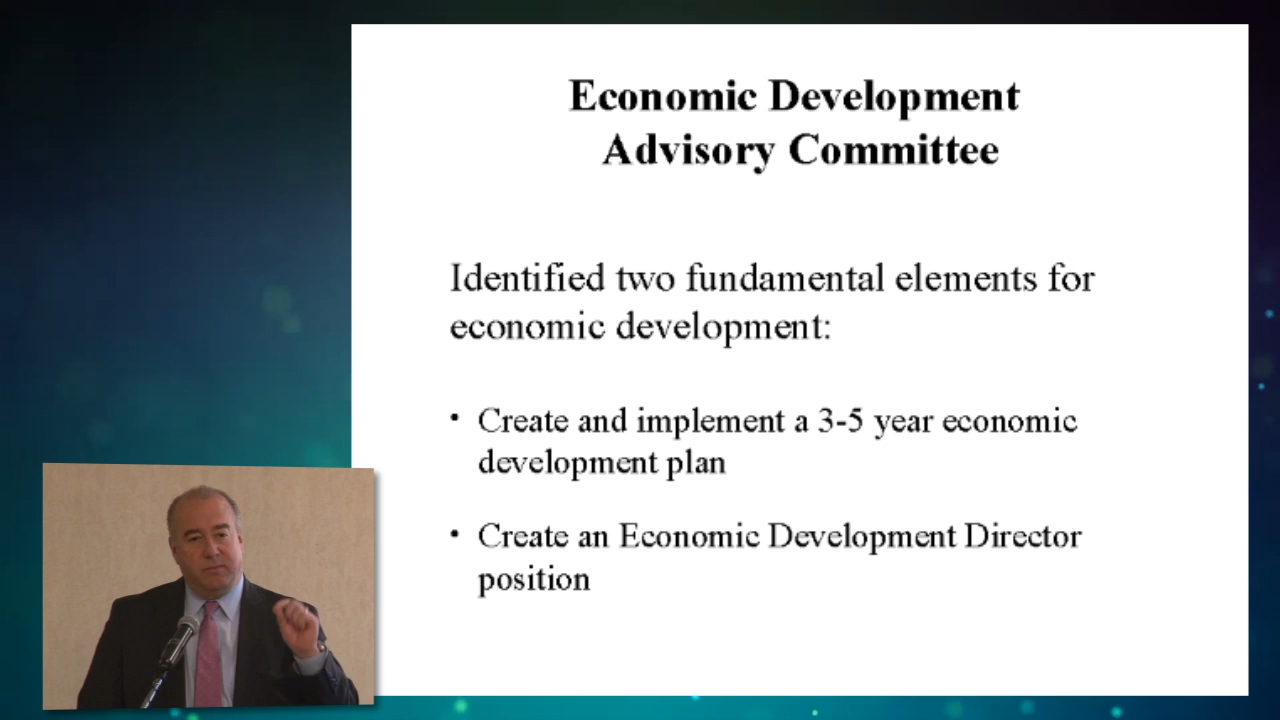 Economic Development
Advisory Committee
Identified two fundamental elements for
economic development:
• Create and implement a 3-5 year economic
development plan
• Create an Economic Development Director
position